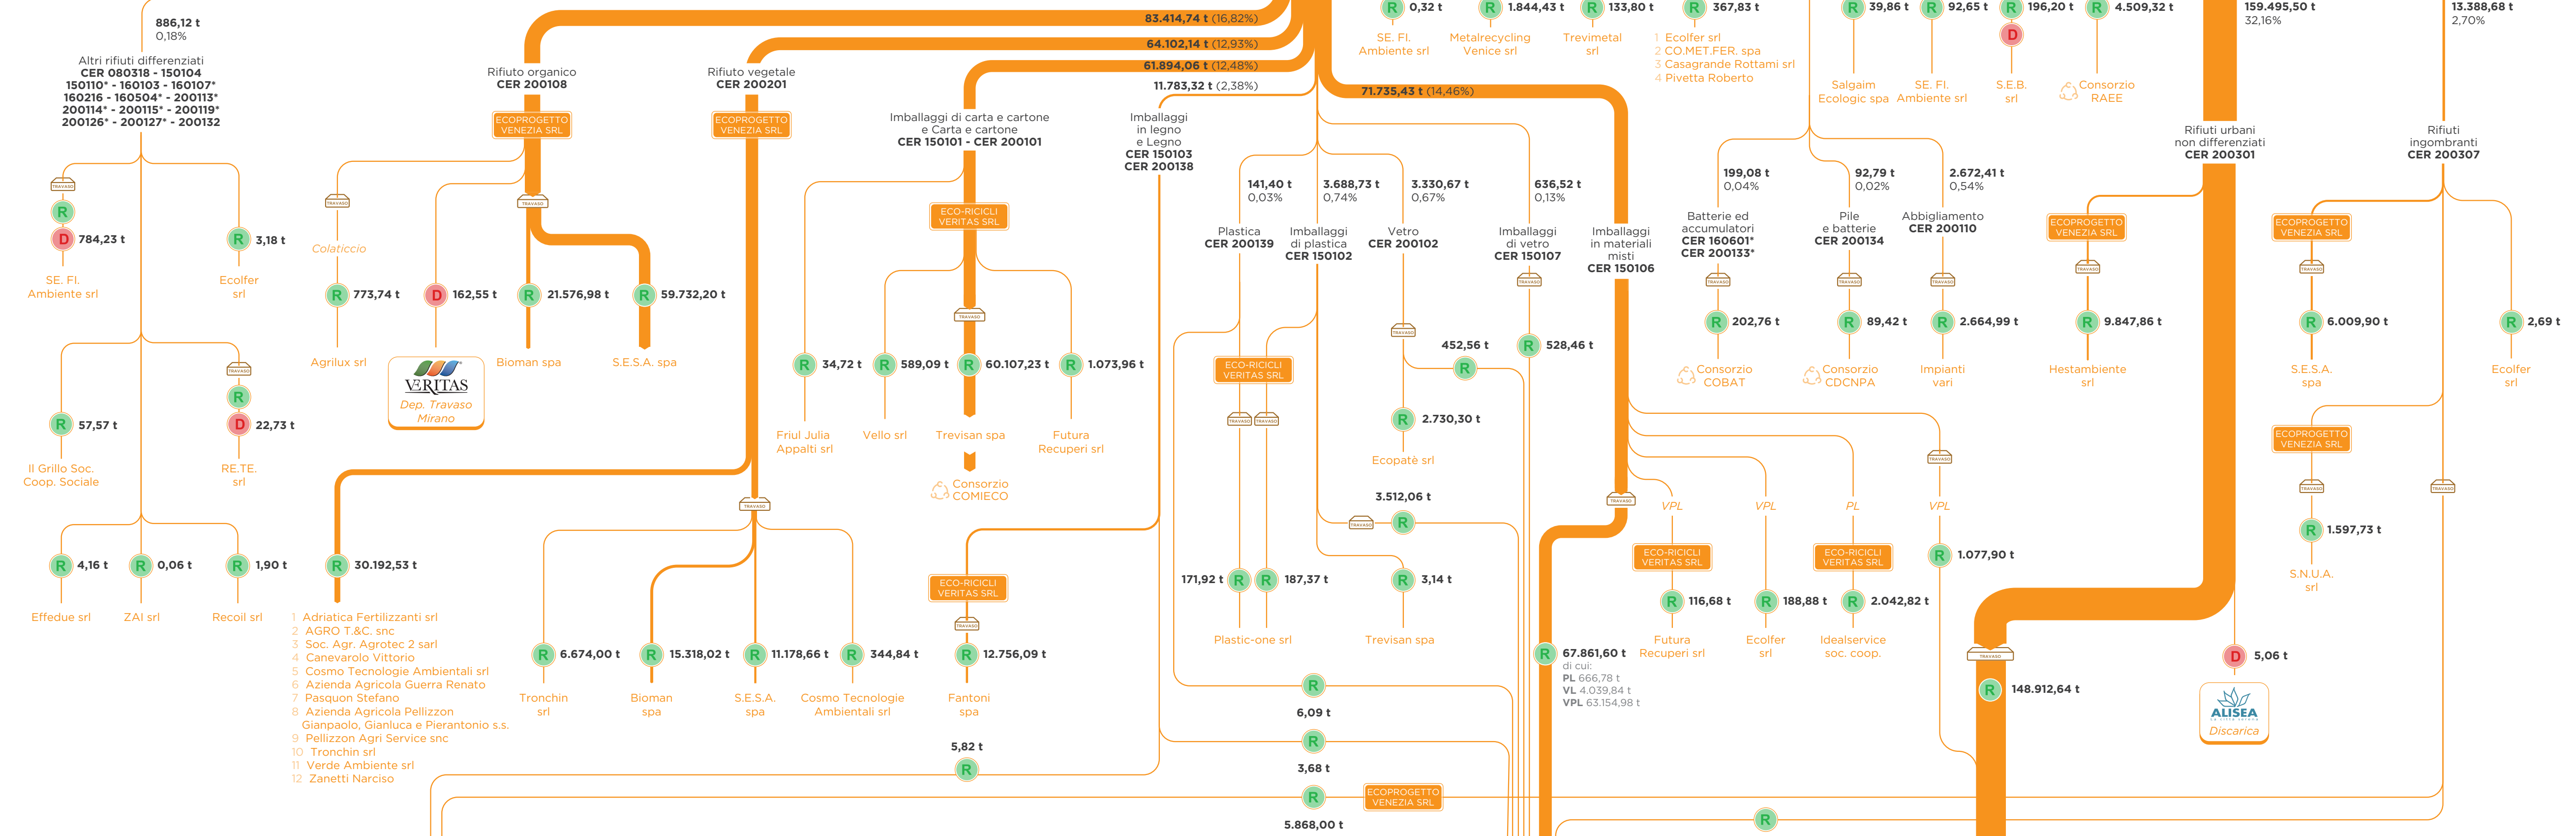 886,12 t
0,18%
Altri rifiuti differenziati
CER 080318 - 150104
150110* - 160103 - 160107*
160216 - 160504* - 200113*
200114* - 200115* - 200119*
200126* - 200127* - 200132
TRAVASO
R
D 784,23 t
SE. FI.
Ambiente srl
R 3,18 t
Ecolfer
srl
R 57,57 t
Il Grillo Soc.
Coop. Sociale
TRAVASO
R
D 22,73 t
RE.TE.
srl
R 4,16 t
Effedue srl
R 0,06 t
ZAI srl
R 1,90 t
Recoil srl
83.414,74 t (16,82%)
64.102,14 t (12,93%)
61.894,06 t (12,48%)
11.783,32 t (2,38%)
71.735,43 t (14,46%)
Rifiuto organico
CER 200108
ECOPROGETTO
VENEZIA SRL
TRAVASO
Colaticcio
R 773,74 t
Agrilux srl
D 162,55 t
VERITAS
Dep. Travaso
Mirano
TRAVASO
R 21.576,98 t
Bioman spa
R 59.732,20 t
S.E.S.A. spa
Rifiuto vegetale
CER 200201
ECOPROGETTO
VENEZIA SRL
R 30.192,53 t
1 Adriatica Fertilizzanti srl
2 AGRO T.&C. snc
3 Soc. Agr. Agrotec 2 sarl
4 Canevarolo Vittorio
5 Cosmo Tecnologie Ambientali srl
6 Azienda Agricola Guerra Renato
7 Pasquon Stefano
8 Azienda Agricola Pellizzon
Gianpaolo, Gianluca e Pierantonio s.s.
9 Pellizzon Agri Service snc
10 Tronchin srl
11 Verde Ambiente srl
12 Zanetti Narciso
TRAVASO
R 6.674,00 t
Tronchin
srl
R 15.318,02 t
Bioman
spa
R 11.178,66 t
S.E.S.A.
spa
R 344,84 t
Cosmo Tecnologie
Ambientali srl
Imballaggi di carta e cartone
e Carta e cartone
CER 150101 - CER 200101
ECO-RICICLI
VERITAS SRL
TRAVASO
R 34,72 t
Friul Julia
Appalti srl
R 589,09 t
Vello srl
R 60.107,23 t
Trevisan spa
Consorzio
COMIECO
R 1.073,96 t
Futura
Recuperi srl
Imballaggi
in legno
e Legno
CER 150103
CER 200138
ECO-RICICLI
VERITAS SRL
TRAVASO
R 12.756,09 t
Fantoni
spa
5,82 t
R
R 0,32 t
SE. FI.
Ambiente srl
R 1.844,43 t
Metalrecycling
Venice srl
R 133,80 t
Trevimetal
srl
R 367,83 t
1 Ecolfer srl
2 CO.MET.FER. spa
3 Casagrande Rottami srl
4 Pivetta Roberto
141,40 t
0,03%
Plastica
CER 200139
ECO-RICICLI
VERITAS SRL
TRAVASO
TRAVASO
171,92 t R
R 187,37 t
Plastic-one srl
3.688,73 t
0,74%
Imballaggi
di plastica
CER 150102
3.512,06 t
TRAVASO
R
R 3,14 t
Trevisan spa
3.330,67 t
0,67%
Vetro
CER 200102
TRAVASO
452,56 t
R
R 2.730,30 t
Ecopatè srl
636,52 t
0,13%
Imballaggi
di vetro
CER 150107
TRAVASO
R 528,46 t
R
6,09 t
R
3,68 t
R
ECOPROGETTO
VENEZIA SRL
5.868,00 t
Imballaggi
in materiali
misti
CER 150106
TRAVASO
R 67.861,60 t
di cui:
PL 666,78 t
VL 4.039,84 t
VPL 63.154,98 t
VPL
ECO-RICICLI
VERITAS SRL
R 116,68 t
Futura
Recuperi srl
VPL
R 188,88 t
Ecolfer
srl
PL
ECO-RICICLI
VERITAS SRL
R 2.042,82 t
Idealservice
soc. coop.
TRAVASO
VPL
R 1.077,90 t
R 39,86 t
Salgaim
Ecologic spa
R 92,65 t
SE. FI.
Ambiente srl
R 196,20 t
D
S.E.B.
srl
R 4.509,32 t
Consorzio
RAEE
199,08 t
0,04%
Batterie ed
accumulatori
CER 160601*
CER 200133*
TRAVASO
R 202,76 t
Consorzio
COBAT
92,79 t
0,02%
Pile
e batterie
CER 200134
TRAVASO
R 89,42 t
Consorzio
CDCNPA
2.672,41 t
0,54%
Abbigliamento
CER 200110
TRAVASO
R 2.664,99 t
Impianti
vari
159.495,50 t
32,16%
Rifiuti urbani
non differenziati
CER 200301
ECOPROGETTO
VENEZIA SRL
TRAVASO
R 9.847,86 t
Hestambiente
srl
TRAVASO
R 148.912,64 t
D 5,06 t
ALISEA
Discarica
13.388,68 t
2,70%
Rifiuti
ingombranti
CER 200307
ECOPROGETTO
VENEZIA SRL
TRAVASO
R 6.009,90 t
S.E.S.A.
spa
R 2,69 t
Ecolfer
srl
ECOPROGETTO
VENEZIA SRL
TRAVASO
R 1.597,73 t
S.N.U.A.
srl
TRAVASO
R